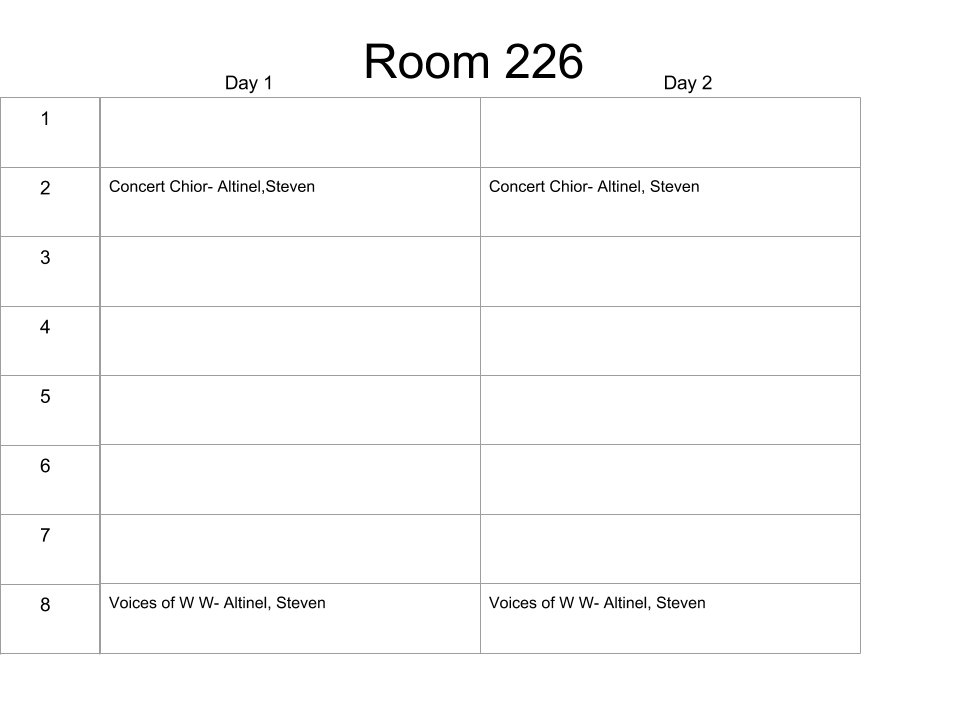 Room 226
Day 1
Day 2
1
2
Concert Chior- Altinel,Steven
Concert Chior- Altinel, Steven
3
4
5
6
7
8
Voices of W W- Altinel, Steven
Voices of W W- Altinel, Steven